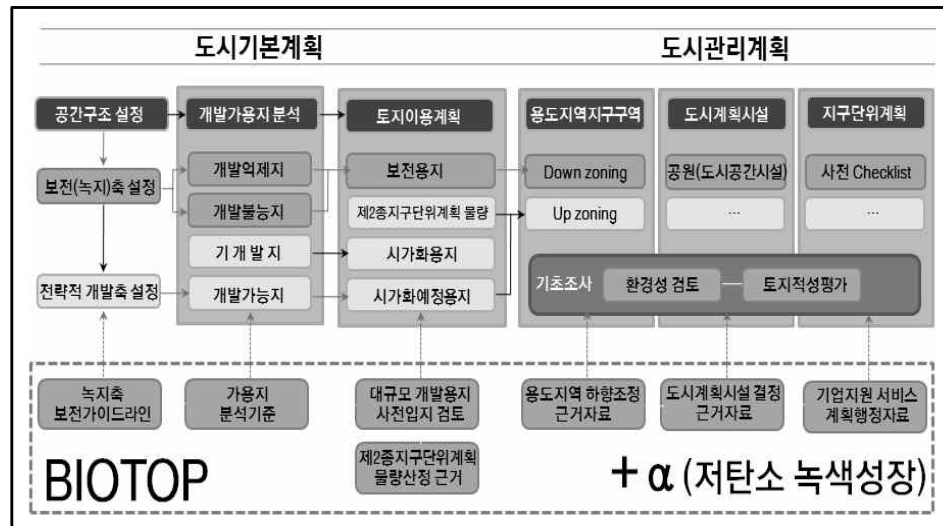 도시기본계획
도시관리계획
공간구조 설정
개발가용지 분석
토지이용계획
용도지역지구구역
도시계획시설
지구단위계획
보전(녹지)축 설정
개발억제지
개발불능지
보전용지
Down zoning
공원(도시공간시설)
사전 Checklist
제2종지구단위계획 물량
Up zoning
...
...
기 개 발 지
시가화용지
전략적 개발축 설정
개발가능지
시가화예정용지
기초조사
환경성 검토
토지적성평가
녹지축
보전가이드라인
가용지
분석기준
대규모 개발용지
사전입지 검토
용도지역 하향조정
근거자료
도시계획시설 결정
근거자료
기업지원 서비스
계획행정자료
제2종지구단위계획
물량산정 근거
BIOTOP
+ α (저탄소 녹색성장)